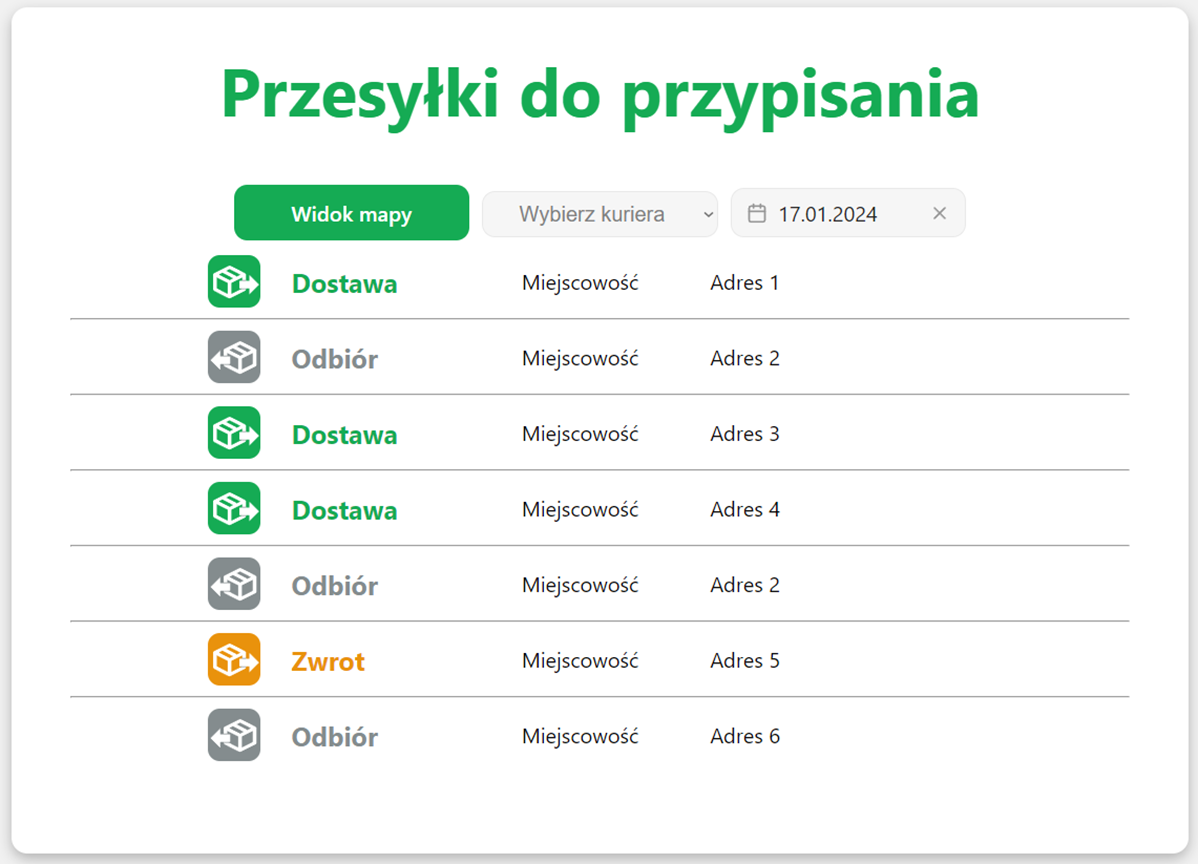 Przesyłki do przypisania
Widok mapy Wybierz kuriera 17.01.2024
Dostawa Miejscowość Adres 1
Odbiór Miejscowość Adres 2
Dostawa Miejscowość Adres 3
Dostawa Miejscowość Adres 4
Odbiór Miejscowość Adres 2
Zwrot Miejscowość Adres 5
Odbiór Miejscowość Adres 6